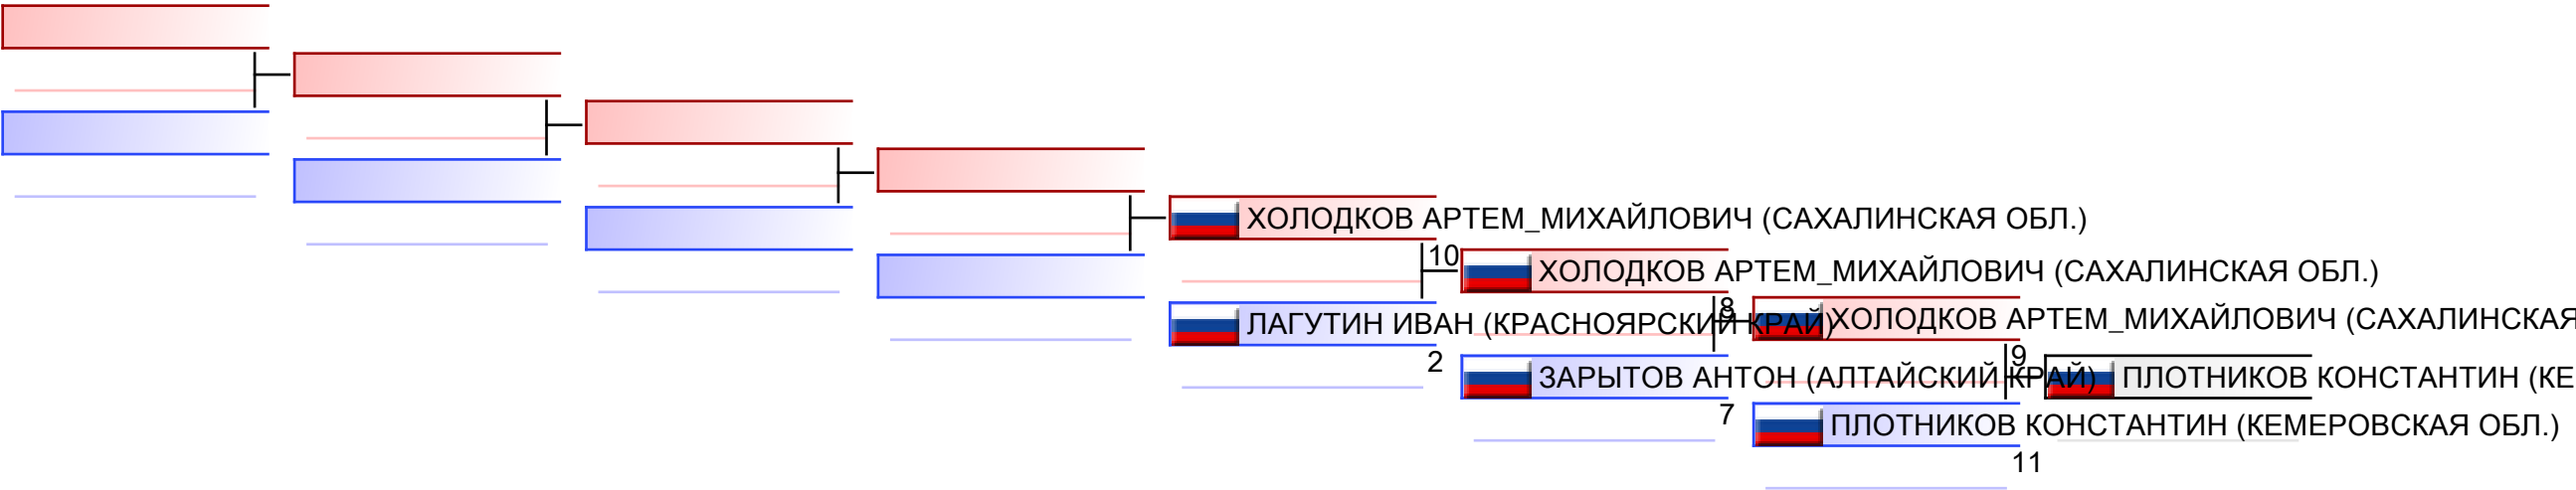 ХОЛОДКОВ АРТЕМ_МИХАЙЛОВИЧ (САХАЛИНСКАЯ ОБЛ.)
10
ХОЛОДКОВ АРТЕМ_МИХАЙЛОВИЧ (САХАЛИНСКАЯ ОБЛ.)
ЛАГУТИН ИВАН (КРАСНОЯРСКИЙ КРАЙ)
8
ХОЛОДКОВ АРТЕМ_МИХАЙЛОВИЧ (САХАЛИНСКАЯ
2
9
ЗАРЫТОВ АНТОН (АЛТАЙСКИЙ КРАЙ)
ПЛОТНИКОВ КОНСТАНТИН (КЕ
7
ПЛОТНИКОВ КОНСТАНТИН (КЕМЕРОВСКАЯ ОБЛ.)
11